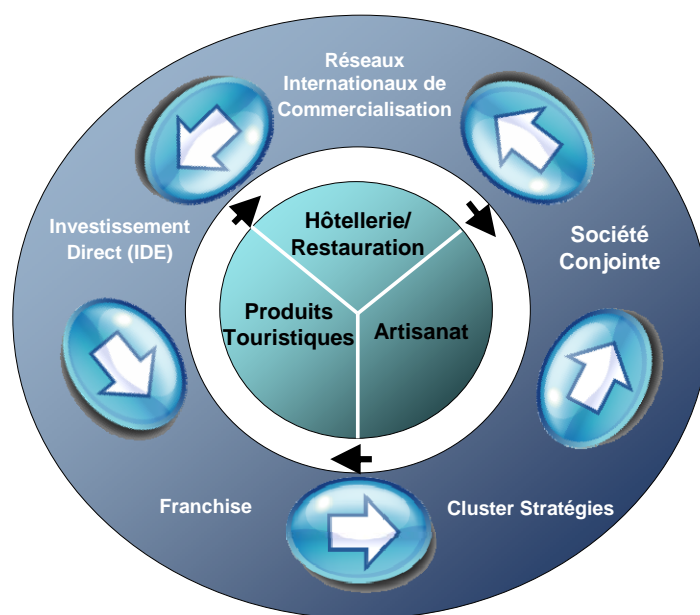 Réseaux
Internationaux de
Commercialisation
Investissement
Direct (IDE)
Société
Conjointe
Hôtellerie/
Restauration
Produits
Touristiques
Artisanat
Franchise
Cluster Stratégies